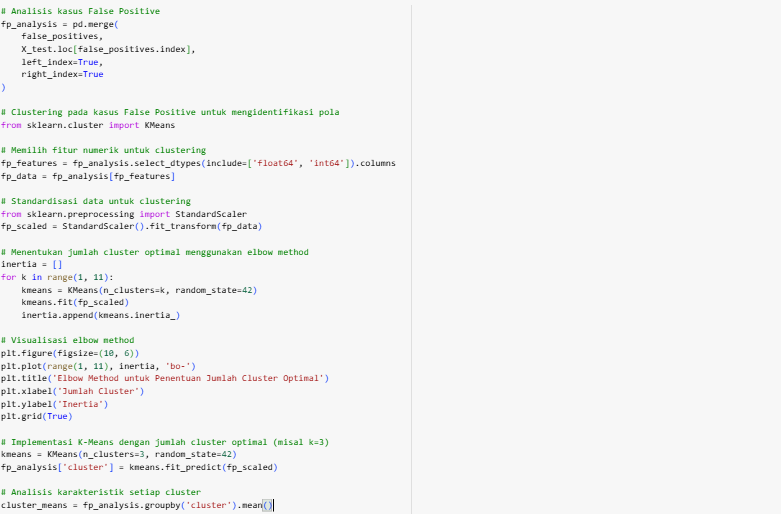 # Analisis kasus False Positive
fp_analysis = pd.merge(
    false_positives,
    X_test.loc[false_positives.index],
    left_index=True,
    right_index=True
)

# Clustering pada kasus False Positive untuk mengidentifikasi pola
from sklearn.cluster import KMeans

# Memilih fitur numerik untuk clustering
fp_features = fp_analysis.select_dtypes(include=['float64', 'int64']).columns
fp_data = fp_analysis[fp_features]

# Standardisasi data untuk clustering
from sklearn.preprocessing import StandardScaler
fp_scaled = StandardScaler().fit_transform(fp_data)

# Menentukan jumlah cluster optimal menggunakan elbow method
inertia = []
for k in range(1, 11):
    kmeans = KMeans(n_clusters=k, random_state=42)
    kmeans.fit(fp_scaled)
    inertia.append(kmeans.inertia_)

# Visualisasi elbow method
plt.figure(figsize=(10, 6))
plt.plot(range(1, 11), inertia, 'bo-')
plt.title('Elbow Method untuk Penentuan Jumlah Cluster Optimal')
plt.xlabel('Jumlah Cluster')
plt.ylabel('Inertia')
plt.grid(True)

# Implementasi K-Means dengan jumlah cluster optimal (misal k=3)
kmeans = KMeans(n_clusters=3, random_state=42)
fp_analysis['cluster'] = kmeans.fit_predict(fp_scaled)

# Analisis karakteristik setiap cluster
cluster_means = fp_analysis.groupby('cluster').mean()